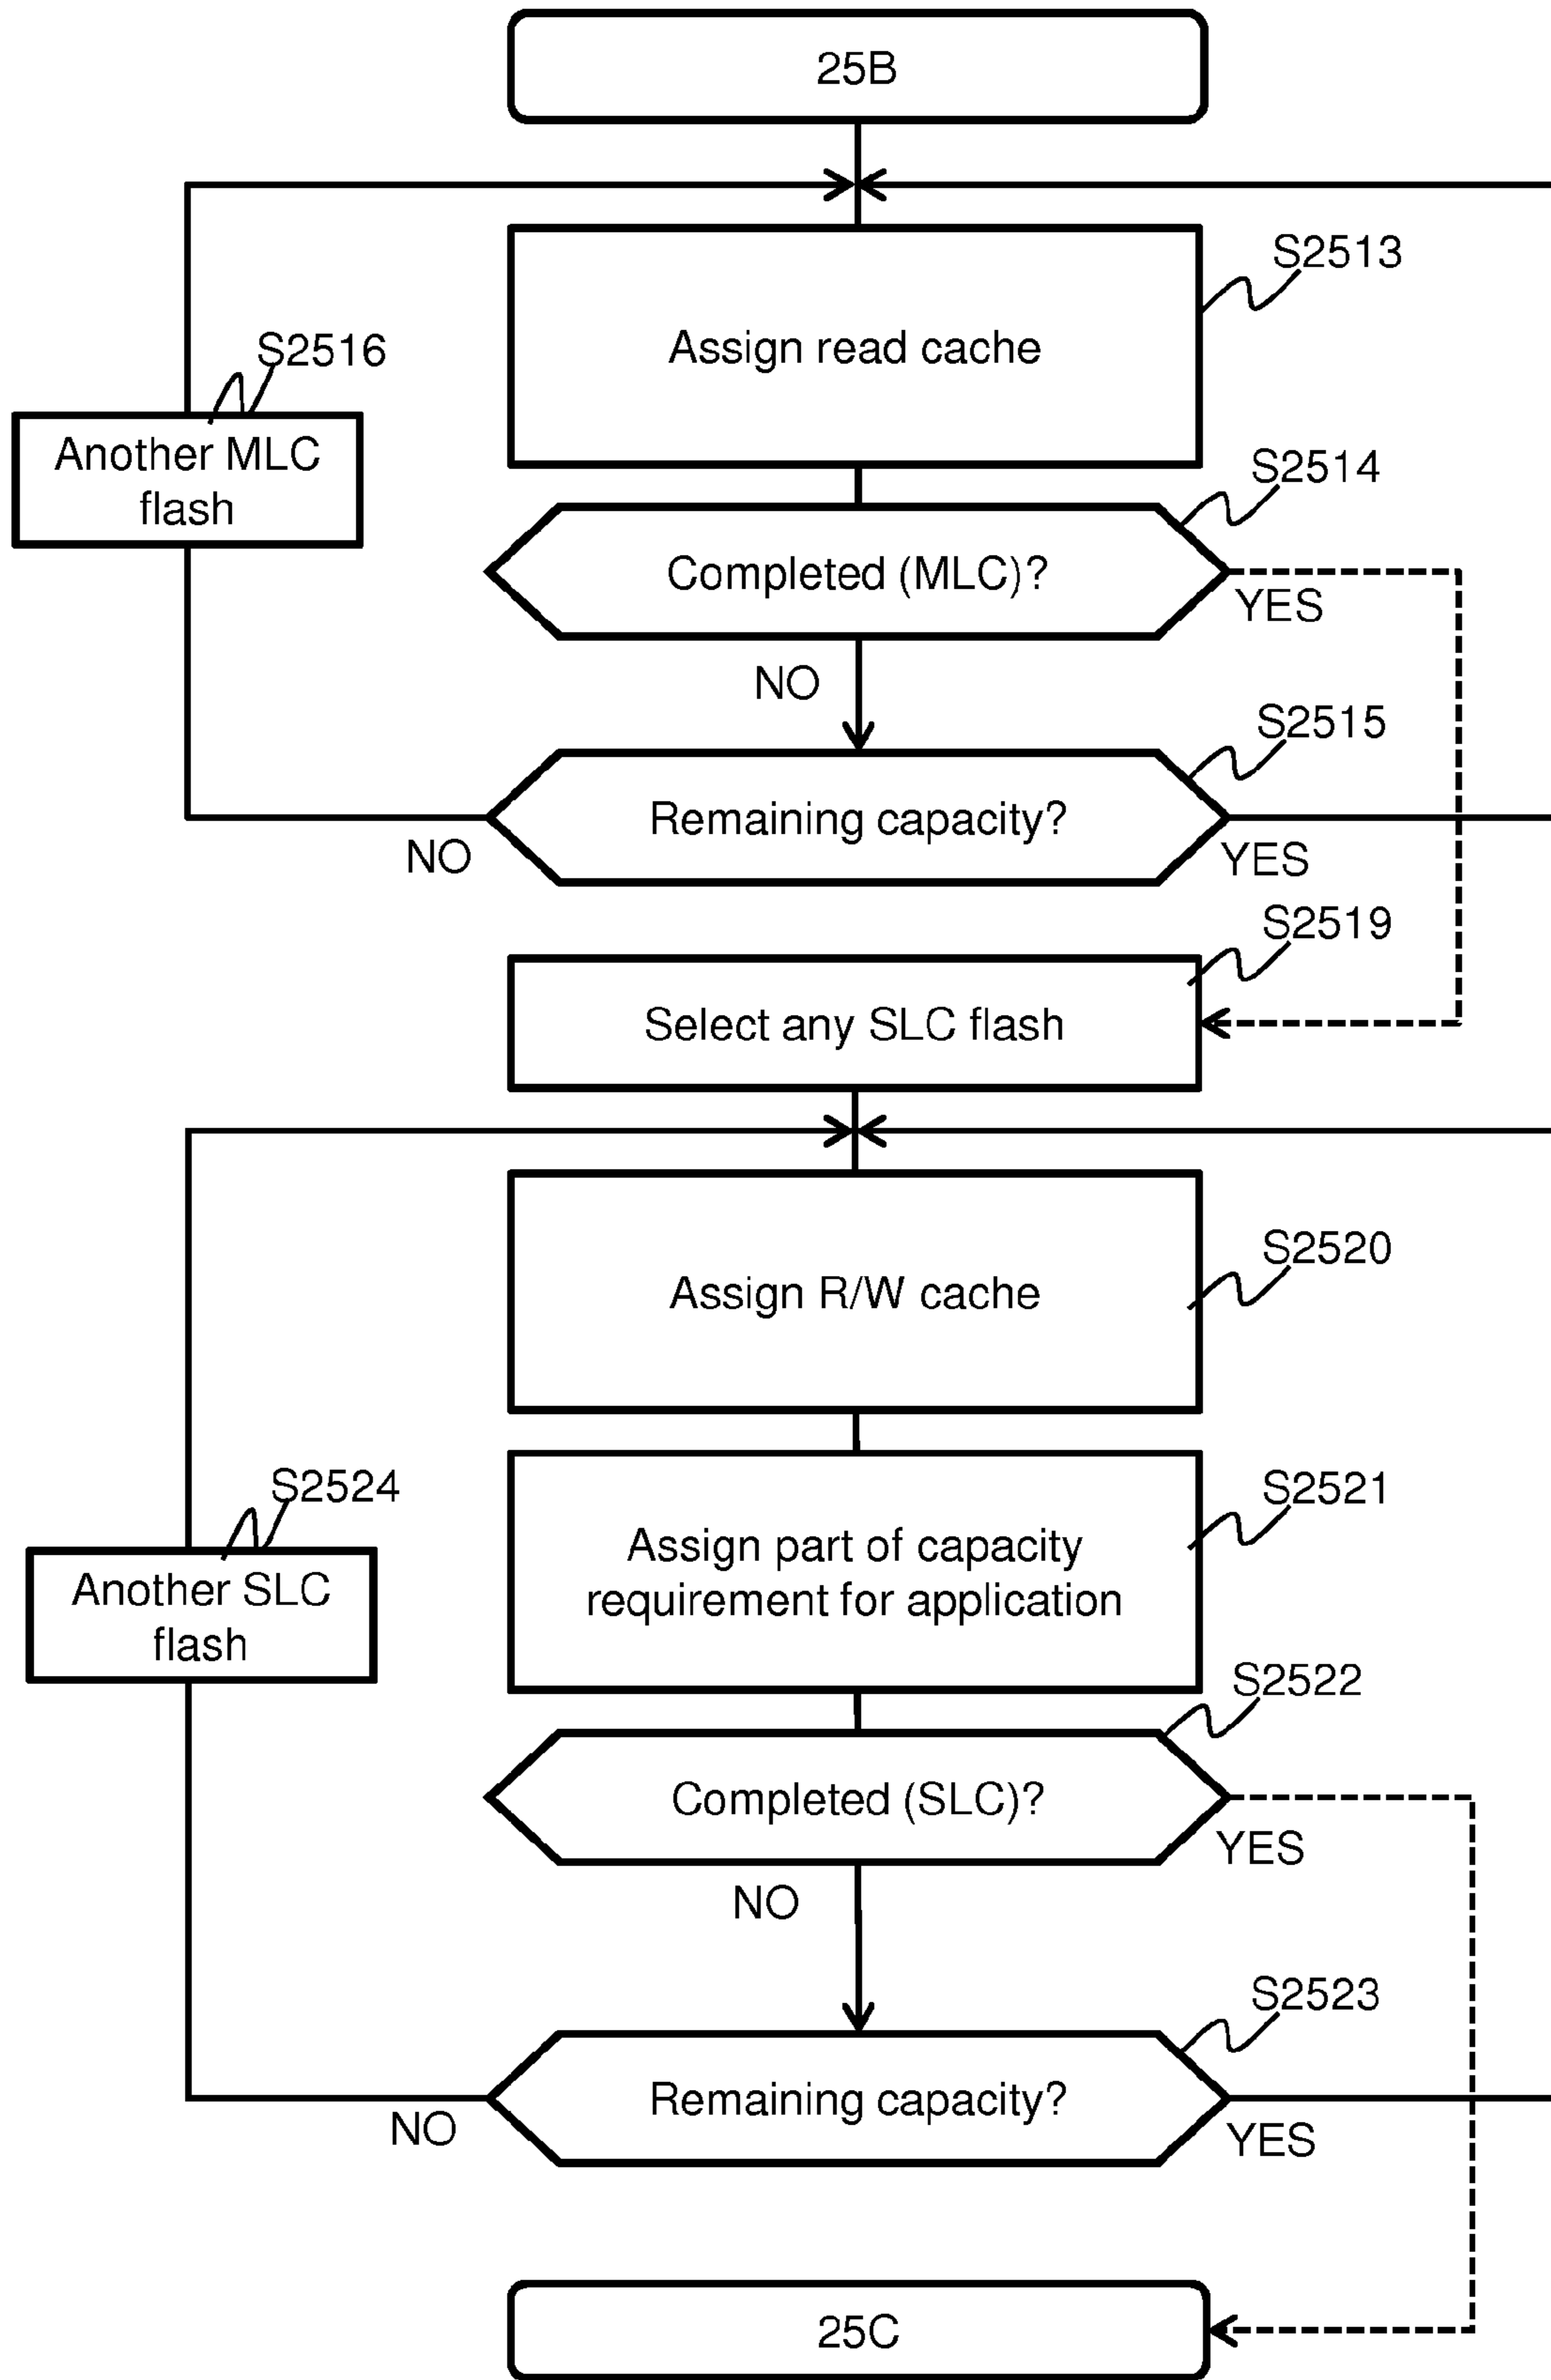 25B
S2513
Assign read cache
S2516
Another MLC
flash
S2514
Completed (MLC)?
YES
NO
S2515
Remaining capacity?
NO
YES
S2519
Select any SLC flash
S2520
Assign R/W cache
S2524
Another SLC
flash
S2521
Assign part of capacity
requirement for application
S2522
Completed (SLC)?
YES
NO
S2523
Remaining capacity?
NO
YES
25C